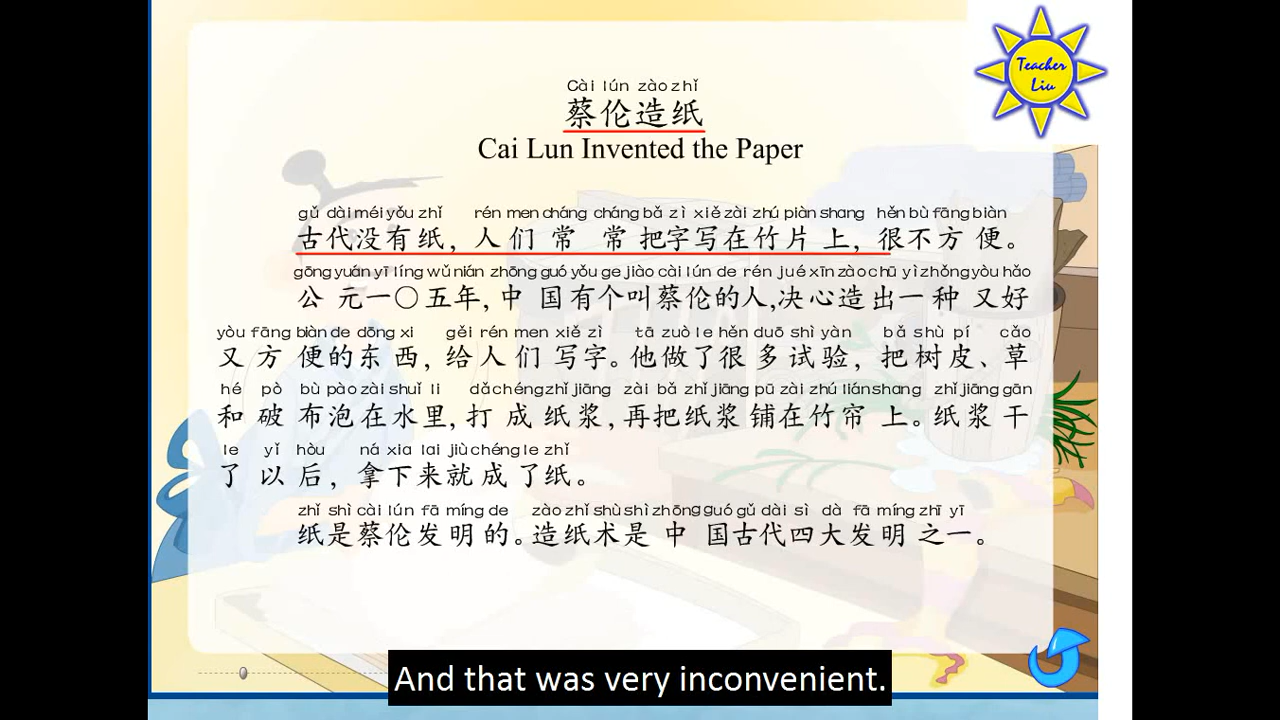 Teacher
Liu
Cài lún zào zhǐ
蔡伦造纸
Cai Lun Invented the Paper
gǔ dài méi yǒu zhǐ rén men cháng cháng bǎ zì xiě zài zhú piàn shang hěn bù fāng biàn
古代没有纸，人们常常把字写在竹片上，很不方便。
gōng yuán yī líng wǔ nián zhōng guó yǒu ge jiào cài lún de rén jué xīn zào chū yì zhǒng yòu hǎo
公元一〇五年，中国有个叫蔡伦的人，决心造出一种又好
yòu fāng biàn de dōng xi gěi rén men xiě zì tā zuò le hěn duō shì yàn bǎ shù pí cǎo
又方便的东西，给人们写字。他做了很多试验，把树皮、草
hé pò bù pào zài shuǐ li dǎ chéng zhǐ jiāng zài bǎ zhǐ jiāng pū zài zhú lián shang zhǐ jiāng gān
和破布泡在水里，打成纸浆，再把纸浆铺在竹帘上。纸浆干
le yǐ hòu ná xia lai jiù chéng le zhǐ
了以后，拿下来就成了纸。
zhǐ shì cài lún fā míng de zào zhǐ shù shì zhōng guó gǔ dài sì dà fā míng zhī yī
纸是蔡伦发明的。造纸术是中国古代四大发明之一。
And that was very inconvenient.